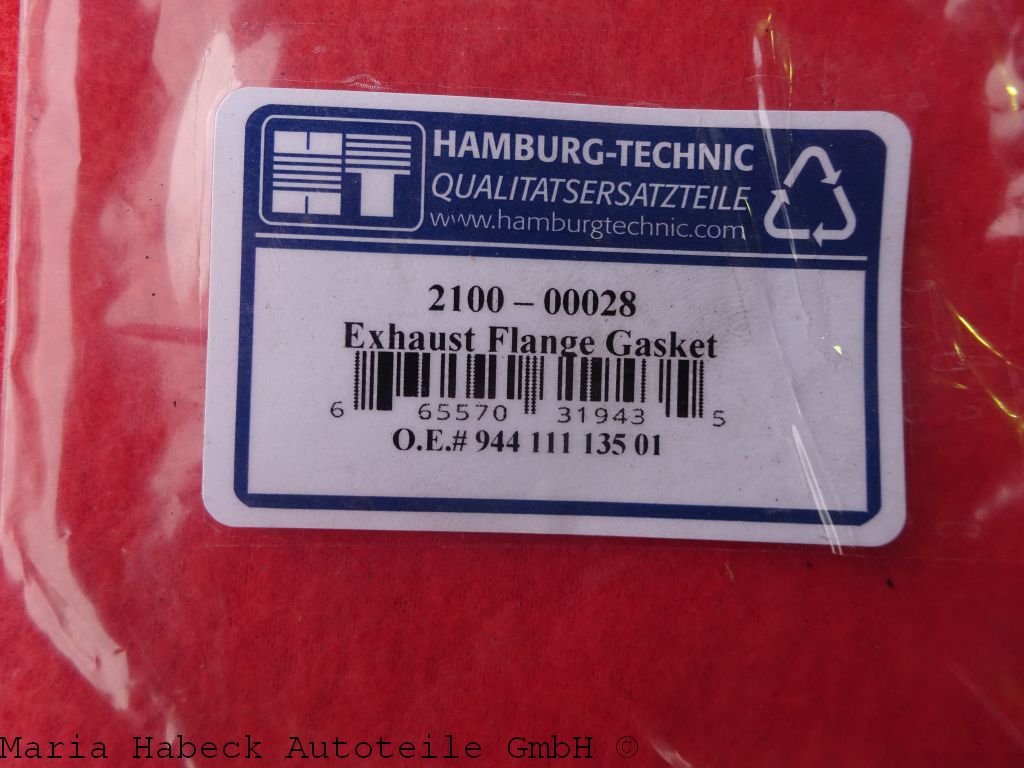 HT
HAMBURG-TECHNIC
QUALITATSERSATZTEILE
www.hamburgtechnic.com
2100 – 00028
Exhaust Flange Gasket
6 65570 31943 5
O.E.# 944 111 135 01
Maria Habeck Autoteile GmbH ©